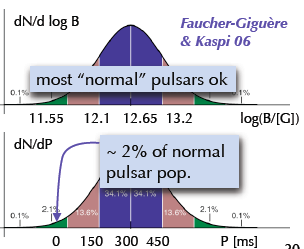 dN/d log B
Faucher-Giguère
& Kaspi 06
most “normal” pulsars ok
0.1%
0.1%
11.55 12.1 12.65 13.2 log(B/[G])
dN/dP
~ 2% of normal
pulsar pop.
34.1% 34.1%
0.1% 2.1% 13.6% 13.6% 2.1% 0.1%
0 150 300 450 P [ms]